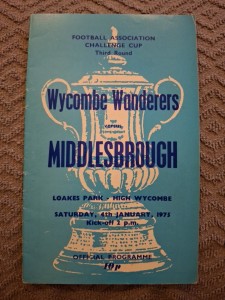 FOOTBALL ASSOCIATION
CHALLENGE CUP
Third Round
Wycombe Wanderers
MIDDLESBROUGH
LOAKES PARK - HIGH WYCOMBE
SATURDAY, 4th JANUARY, 1975
Kick-off 2 p.m.
OFFICIAL PROGRAMME
10p